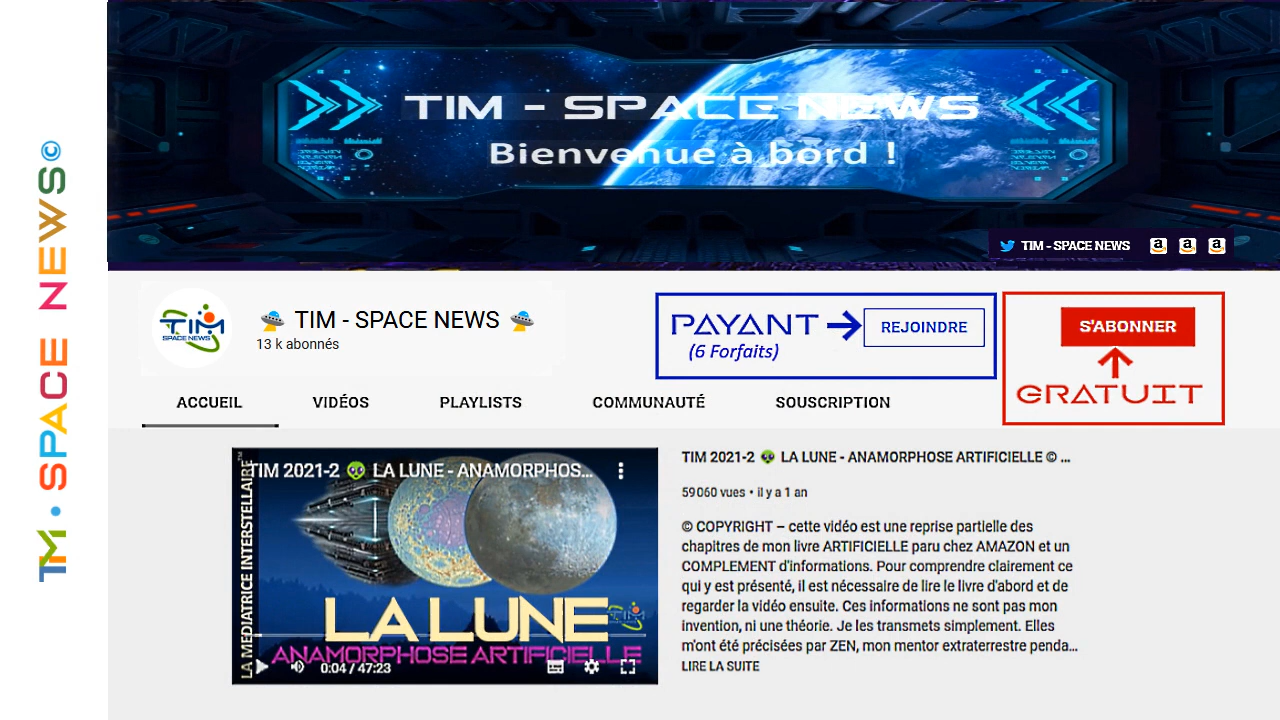 TIM • SPACE NEWS©
TIM - SPACE NEWS
Bienvenue à bord !
TIM - SPACE NEWS
TIM
SPACE NEWS
TIM - SPACE NEWS
13 k abonnés
PAYANT
(6 Forfaits)
REJOINDRE
S'ABONNER
GRATUIT
ACCUEIL
VIDÉOS
PLAYLISTS
COMMUNAUTÉ
SOUSCRIPTION
LA MEDIATRICE INTERSTELLAIRE™
TIM 2021-2 👽 LA LUNE - ANAMORPHOS...
LA LUNE
TIM
ANAMORPHOSE ARTIFICIELLE
0:04 / 47:23
TIM 2021-2 👽 LA LUNE - ANAMORPHOSE ARTIFICIELLE © ...
59 060 vues • il y a 1 an
© COPYRIGHT – cette vidéo est une reprise partielle des
chapitres de mon livre ARTIFICIELLE paru chez AMAZON et un
COMPLEMENT d'informations. Pour comprendre clairement ce
qui y est présenté, il est nécessaire de lire le livre d'abord et de
regarder la vidéo ensuite. Ces informations ne sont pas mon
invention, ni une théorie. Je les transmets simplement. Elles
m'ont été précisées par ZEN, mon mentor extraterrestre penda...
LIRE LA SUITE